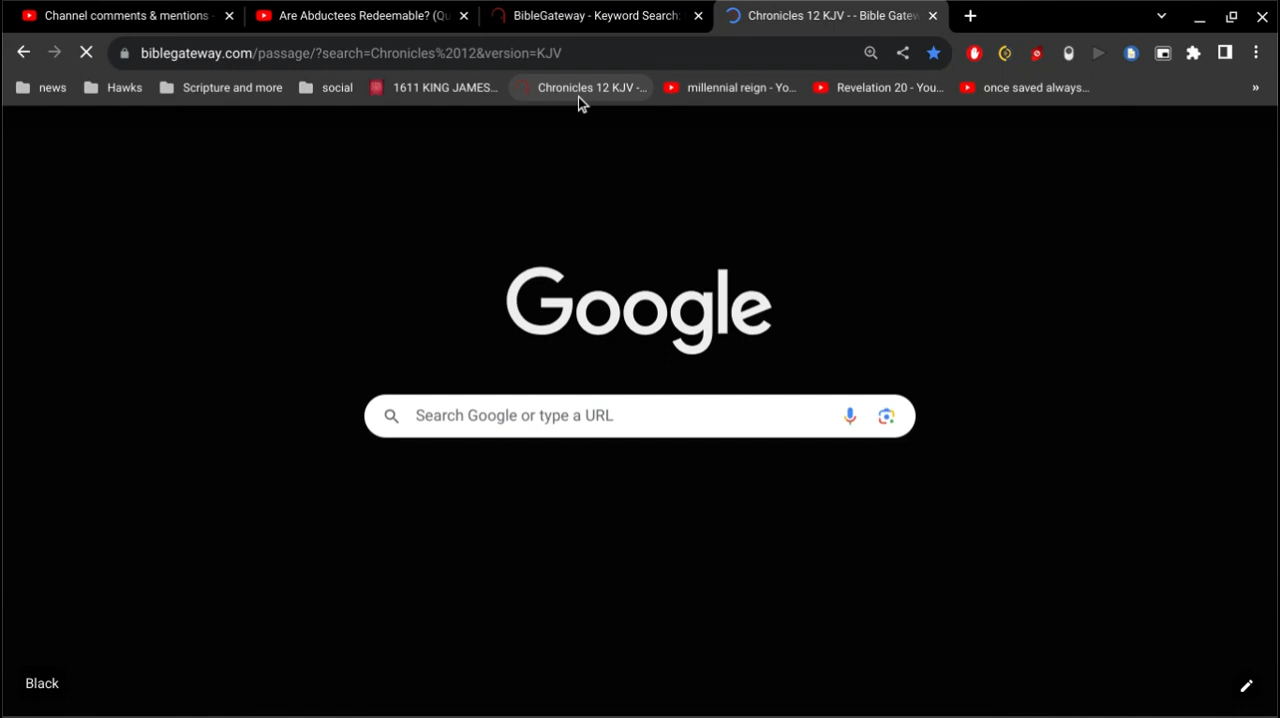 Channel comments & mentions -
Are Abductees Redeemable? (Qu
BibleGateway - Keyword Search:
Chronicles 12 KJV - - Bible Gatew
biblegateway.com/passage/?search=Chronicles%2012&version=KJV
news
Hawks
Scripture and more
social
1611 KING JAMES...
Chronicles 12 KJV -...
millennial reign - Yo...
Revelation 20 - You...
once saved always...
»
Google
Search Google or type a URL
Black